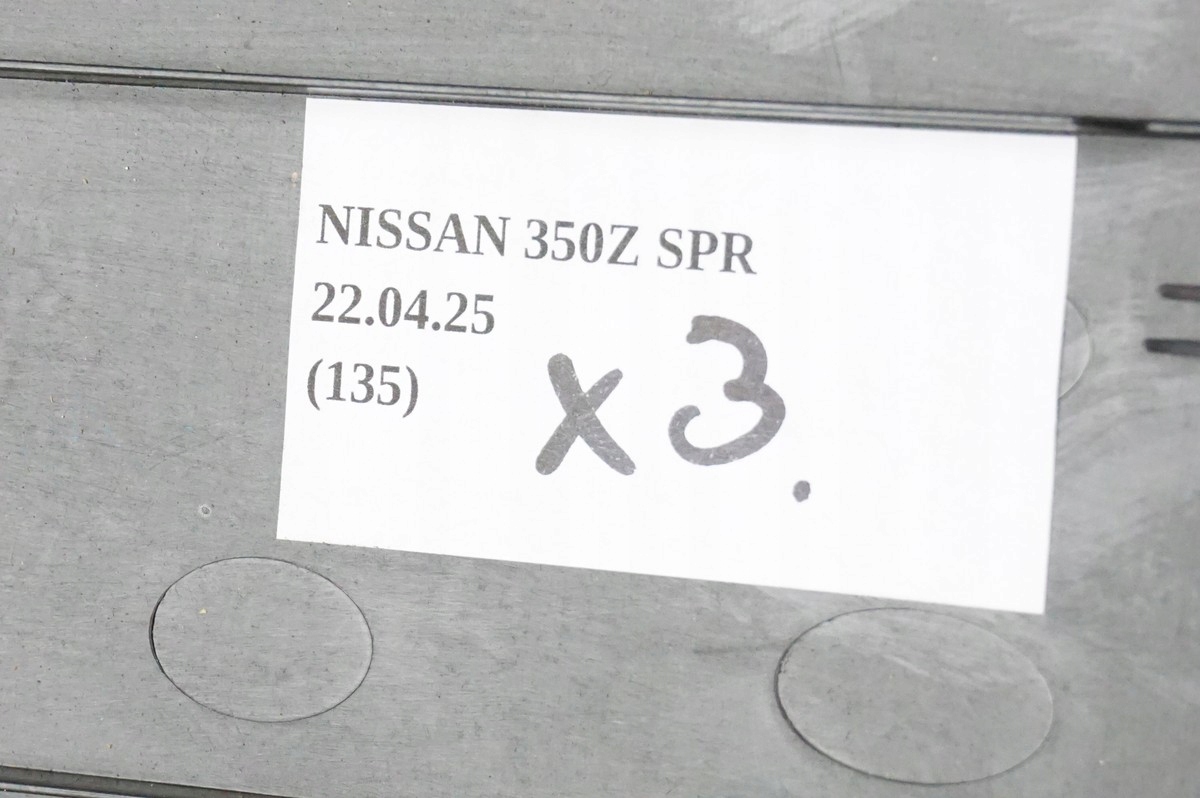 NISSAN 350Z SPR
22.04.25
(135)
x3.